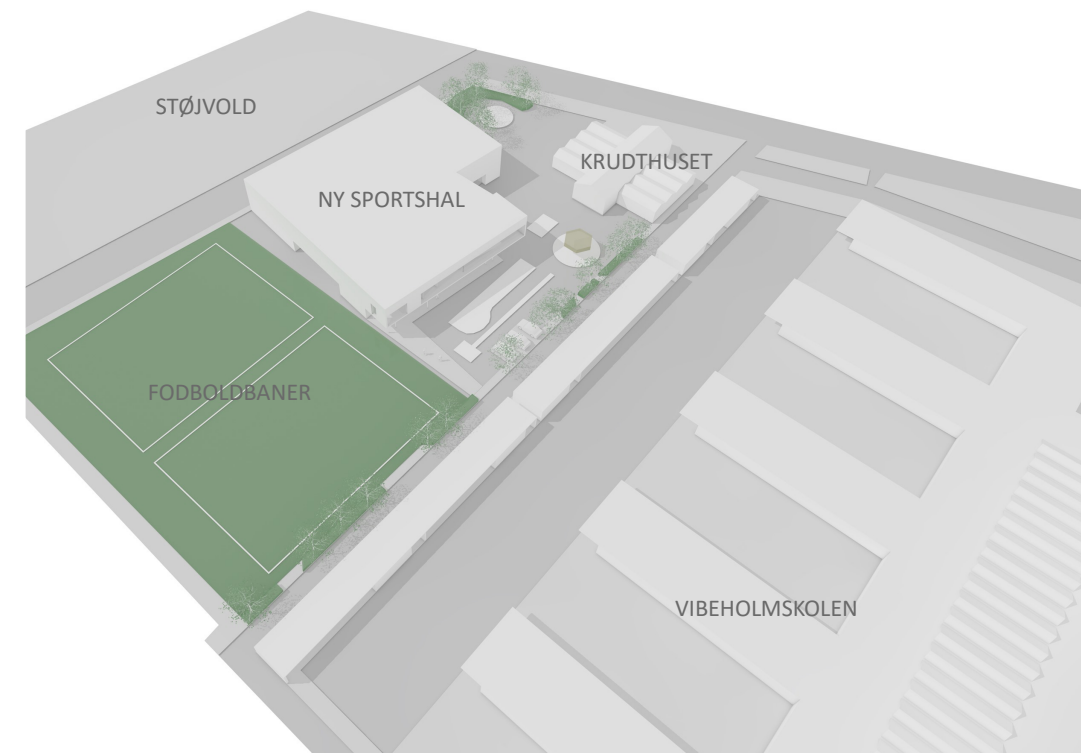 STØJVOLD
KRUDTHUSET
NY SPORTSHAL
FODBOLDBANER
VIBEHOLMSKOLEN